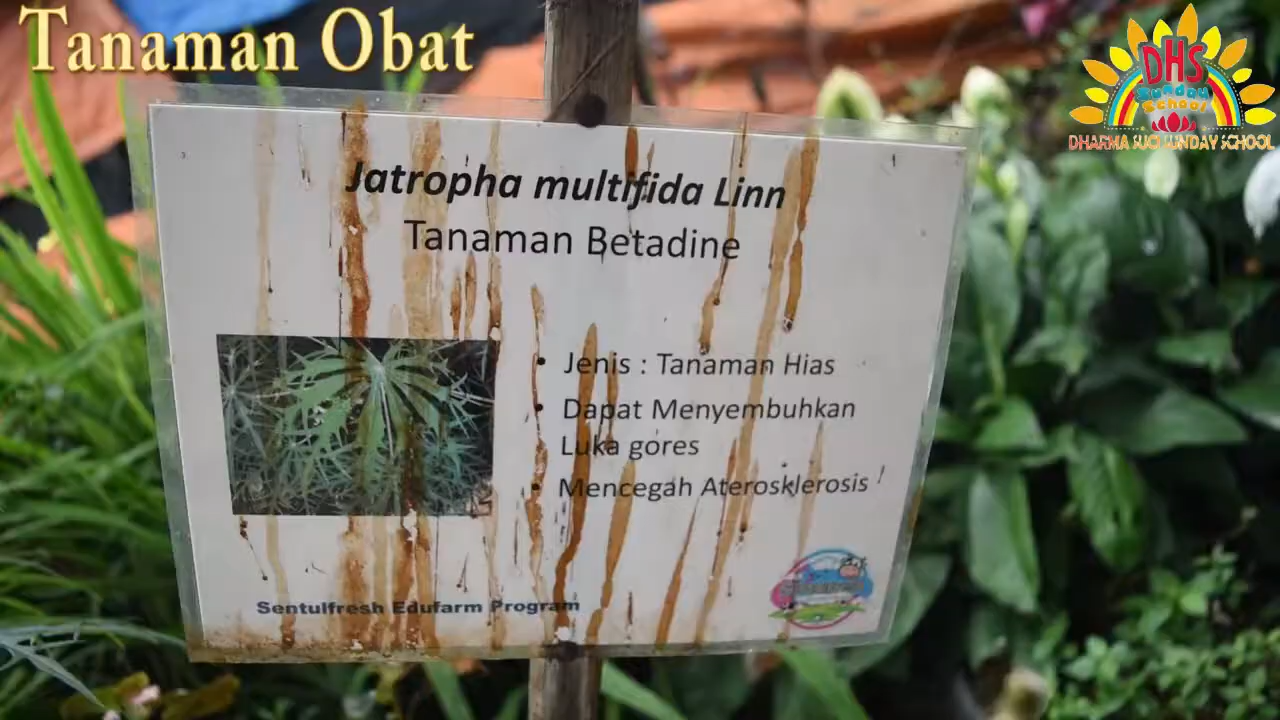 Tanaman Obat
DHS
Sunday
School
DHARMA SUCI SUNDAY SCHOOL
Jatropha multifida Linn
Tanaman Betadine
• Jenis : Tanaman Hias
• Dapat Menyembuhkan
Luka gores
• Mencegah Aterosklerosis
Sentulfresh Edufarm Program